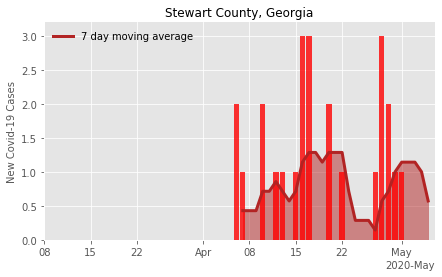 Stewart County, Georgia
7 day moving average
New Covid-19 Cases
3.0
2.5
2.0
1.5
1.0
0.5
0.0
08 15 22 Apr 08 15 22 May
2020-May